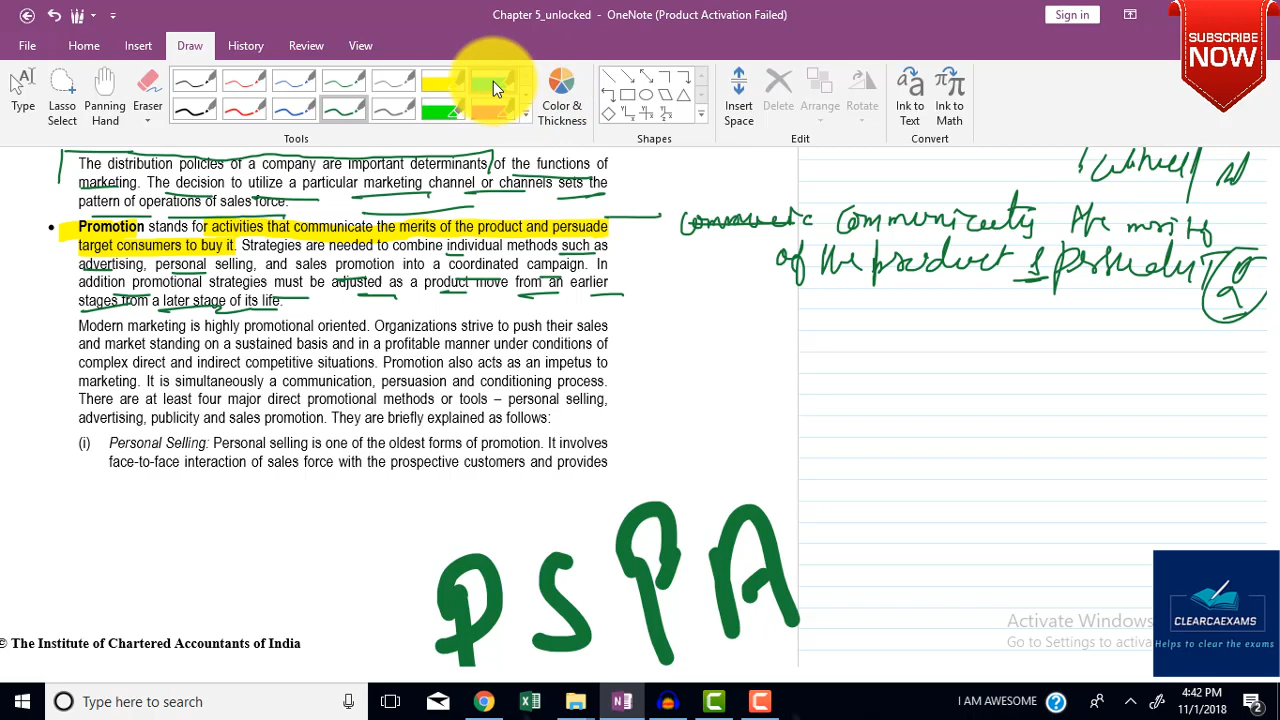 Chapter 5_unlocked - OneNote (Product Activation Failed)
Sign in
SUBSCRIBE
NOW
File Home Insert Draw History Review View
Type
Lasso
Select
Panning
Hand
Eraser
Color &
Thickness
Insert
Space
Delete
Arrange
Rotate
Ink to
Text
Ink to
Math
Tools
Shapes
Edit
Convert
The distribution policies of a company are important determinants of the functions of
marketing. The decision to utilize a particular marketing channel or channels sets the
pattern of operations of sales force.
• Promotion stands for activities that communicate the merits of the product and persuade
target consumers to buy it. Strategies are needed to combine individual methods such as
advertising, personal selling, and sales promotion into a coordinated campaign. In
addition promotional strategies must be adjusted as a product move from an earlier
stages from a later stage of its life.
Modern marketing is highly promotional oriented. Organizations strive to push their sales
and market standing on a sustained basis and in a profitable manner under conditions of
complex direct and indirect competitive situations. Promotion also acts as an impetus to
marketing. It is simultaneously a communication, persuasion and conditioning process.
There are at least four major direct promotional methods or tools – personal selling,
advertising, publicity and sales promotion. They are briefly explained as follows:
(i) Personal Selling: Personal selling is one of the oldest forms of promotion. It involves
face-to-face interaction of sales force with the prospective customers and provides
of the product &
PSPA
© The Institute of Chartered Accountants of India
Activate Windows
Go to Settings to activa
CLEARCAEXAMS
Helps to clear the exams
Type here to search
I AM AWESOME
4:42 PM
11/1/2018
2